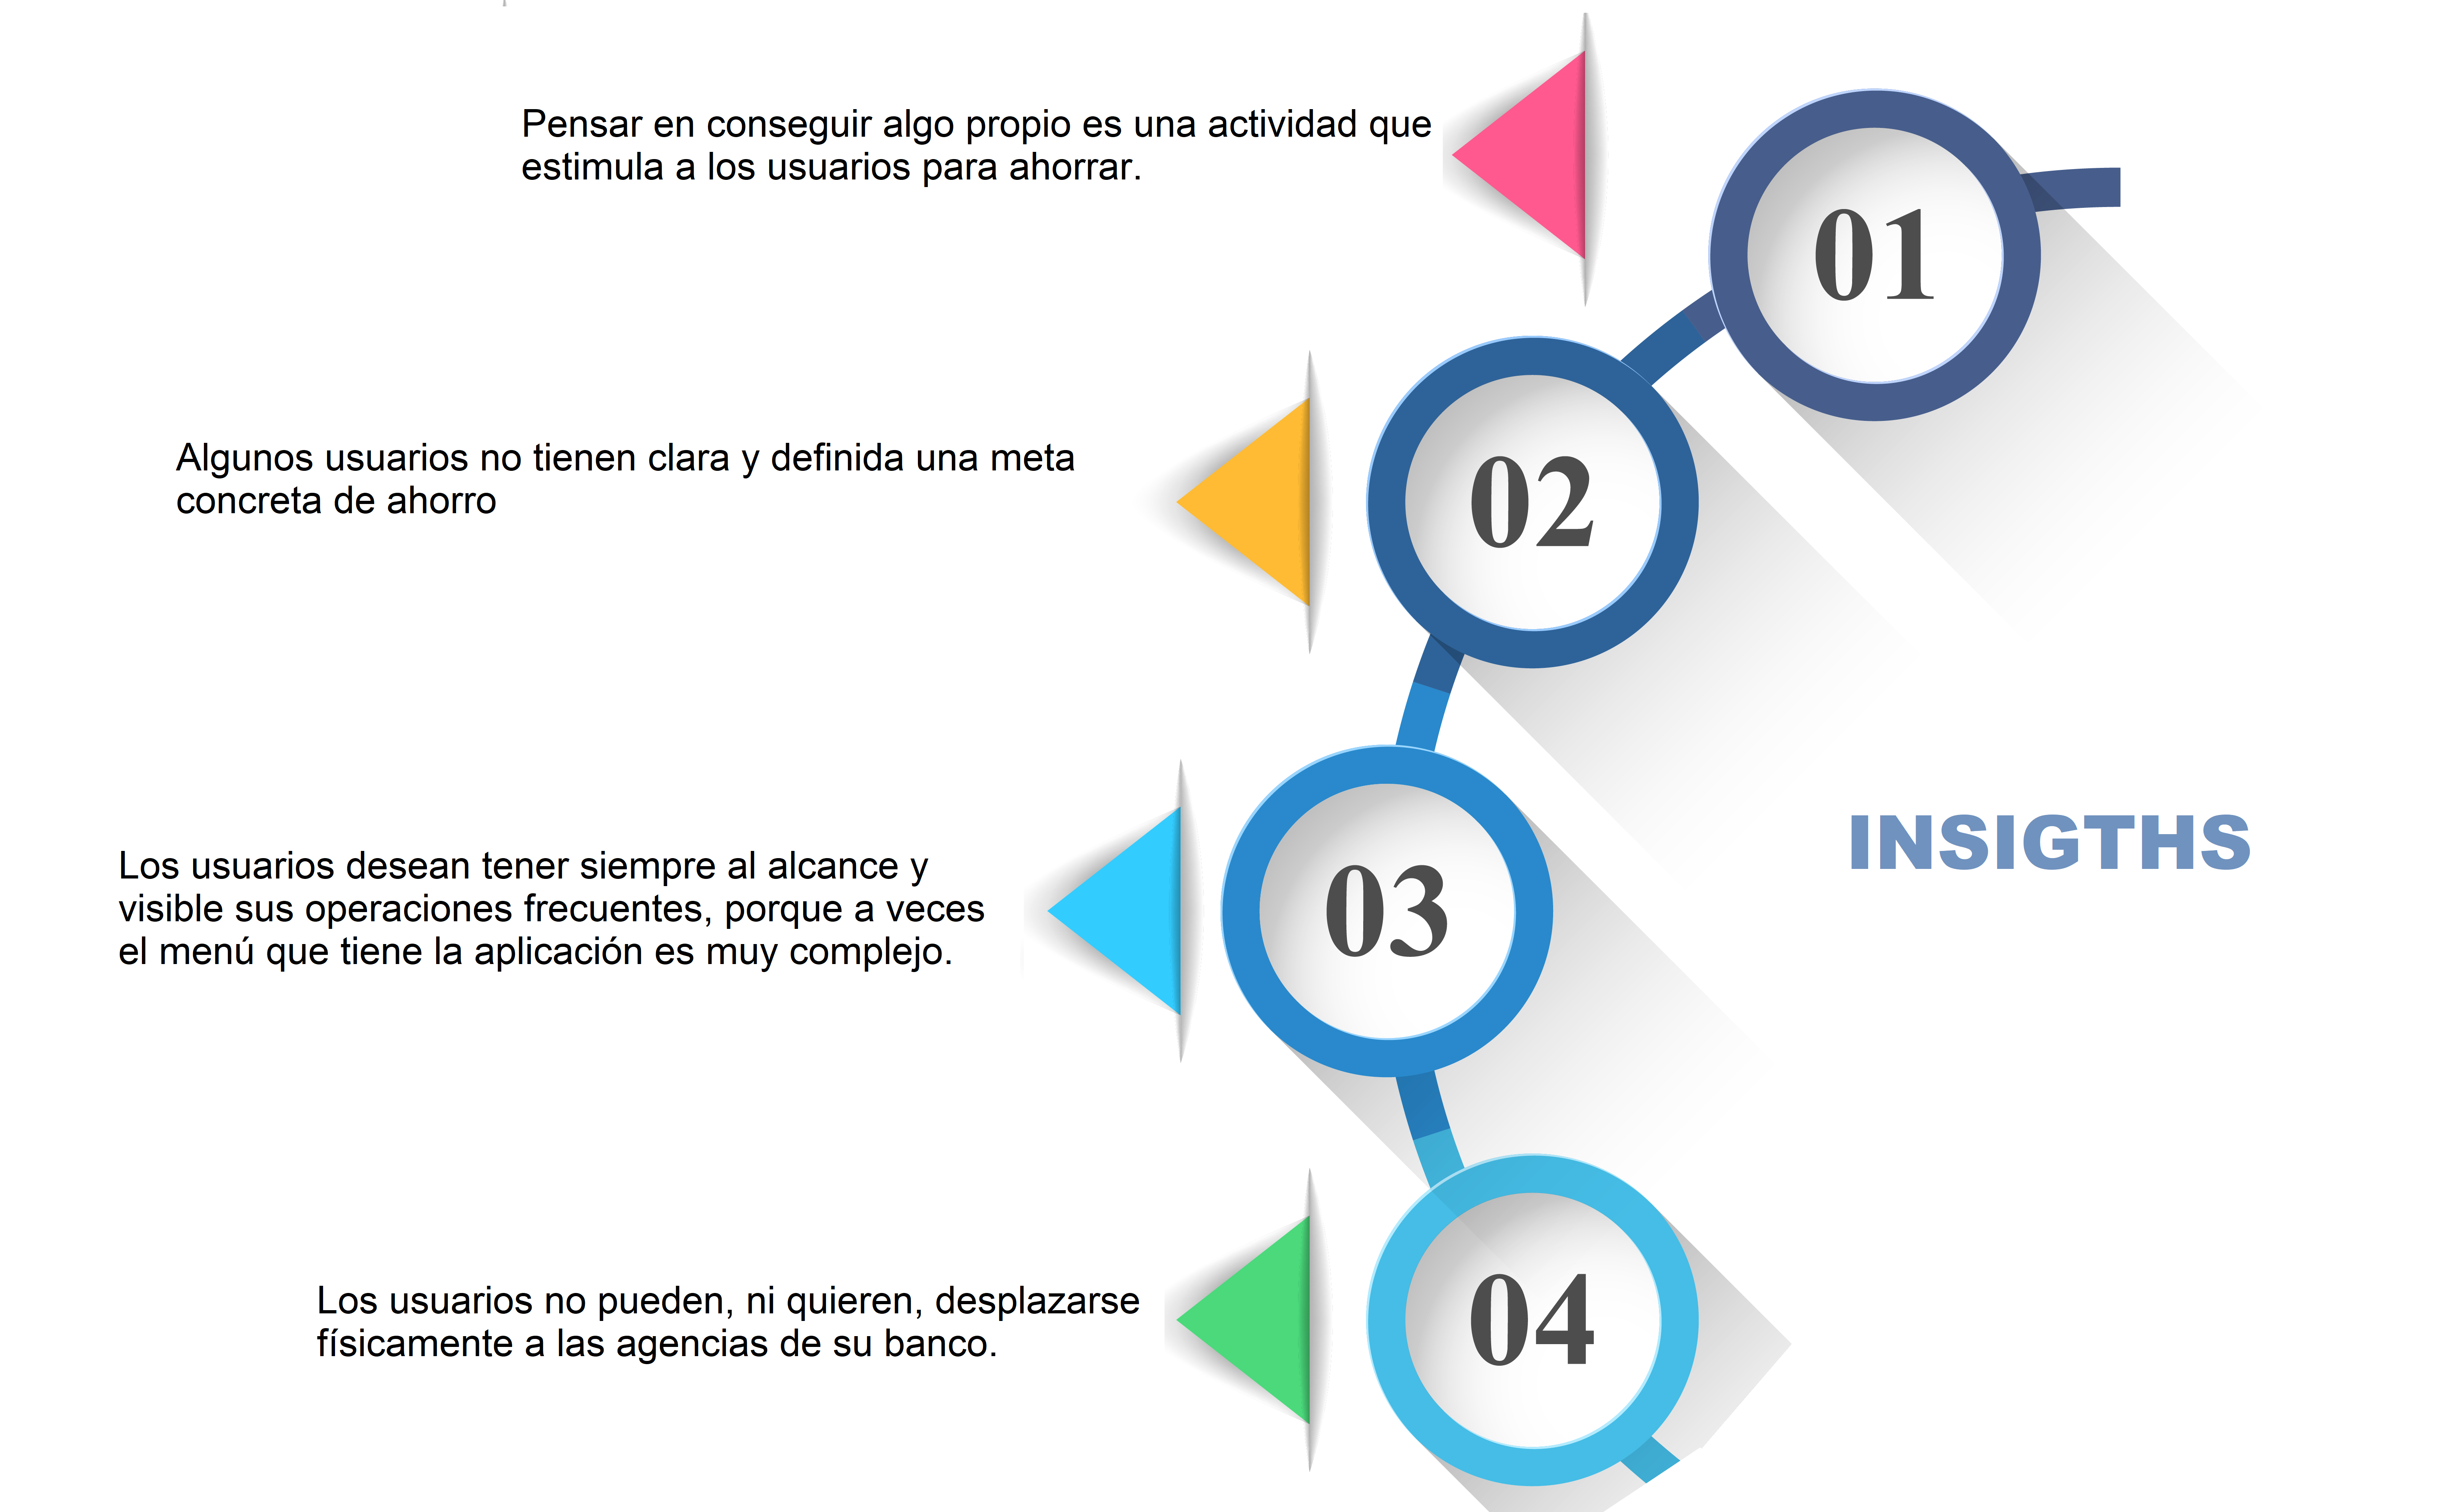 Pensar en conseguir algo propio es una actividad que
estimula a los usuarios para ahorrar.
01
Algunos usuarios no tienen clara y definida una meta
concreta de ahorro
02
INSIGTHS
Los usuarios desean tener siempre al alcance y
visible sus operaciones frecuentes, porque a veces
el menú que tiene la aplicación es muy complejo.
03
Los usuarios no pueden, ni quieren, desplazarse
físicamente a las agencias de su banco.
04